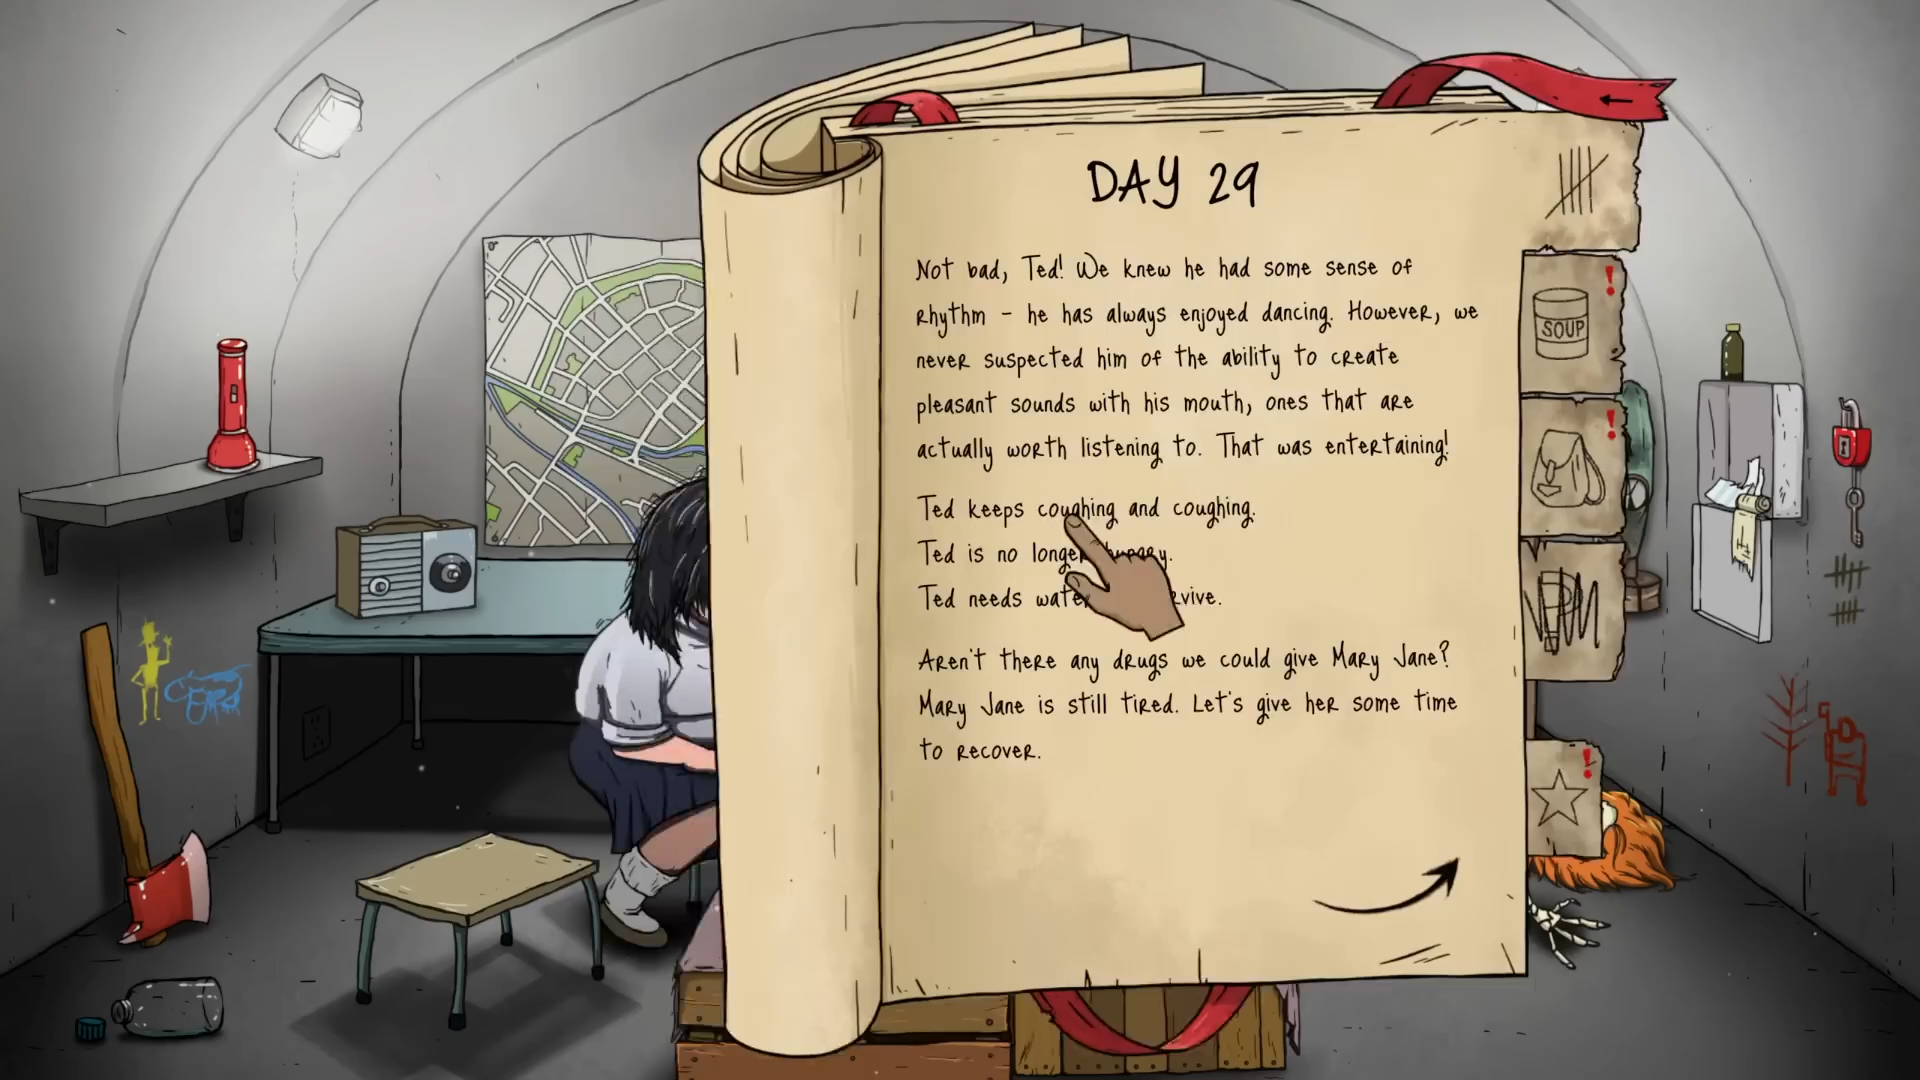 DAY 29
Not bad, Ted! We knew he had some sense of
rhythm - he has always enjoyed dancing. However, we
never suspected him of the ability to create
pleasant sounds with his mouth, ones that are
actually worth listening to. That was entertaining!
SOUP
Ted keeps coughing and coughing.
Ted is no longer hungry.
Ted needs water rvive.
Aren't there any drugs we could give Mary Jane?
Mary Jane is still tired. Let's give her some time
to recover.